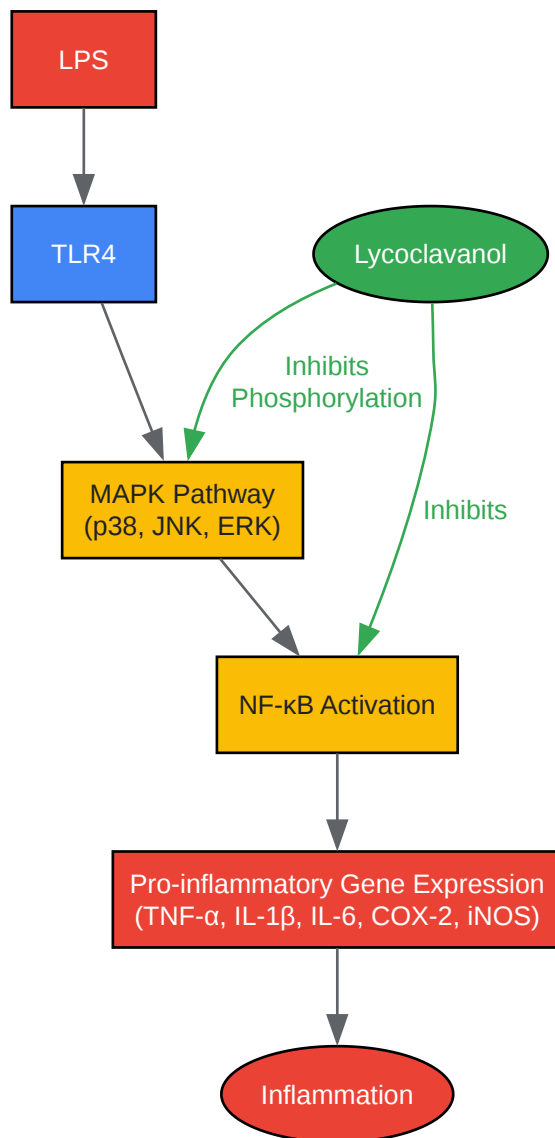 LPS
TLR4
Lycoclavanol
Inhibits
Phosphorylation
MAPK Pathway
(p38, JNK, ERK)
Inhibits
NF-κB Activation
Pro-inflammatory Gene Expression
(TNF-α, IL-1β, IL-6, COX-2, iNOS)
Inflammation